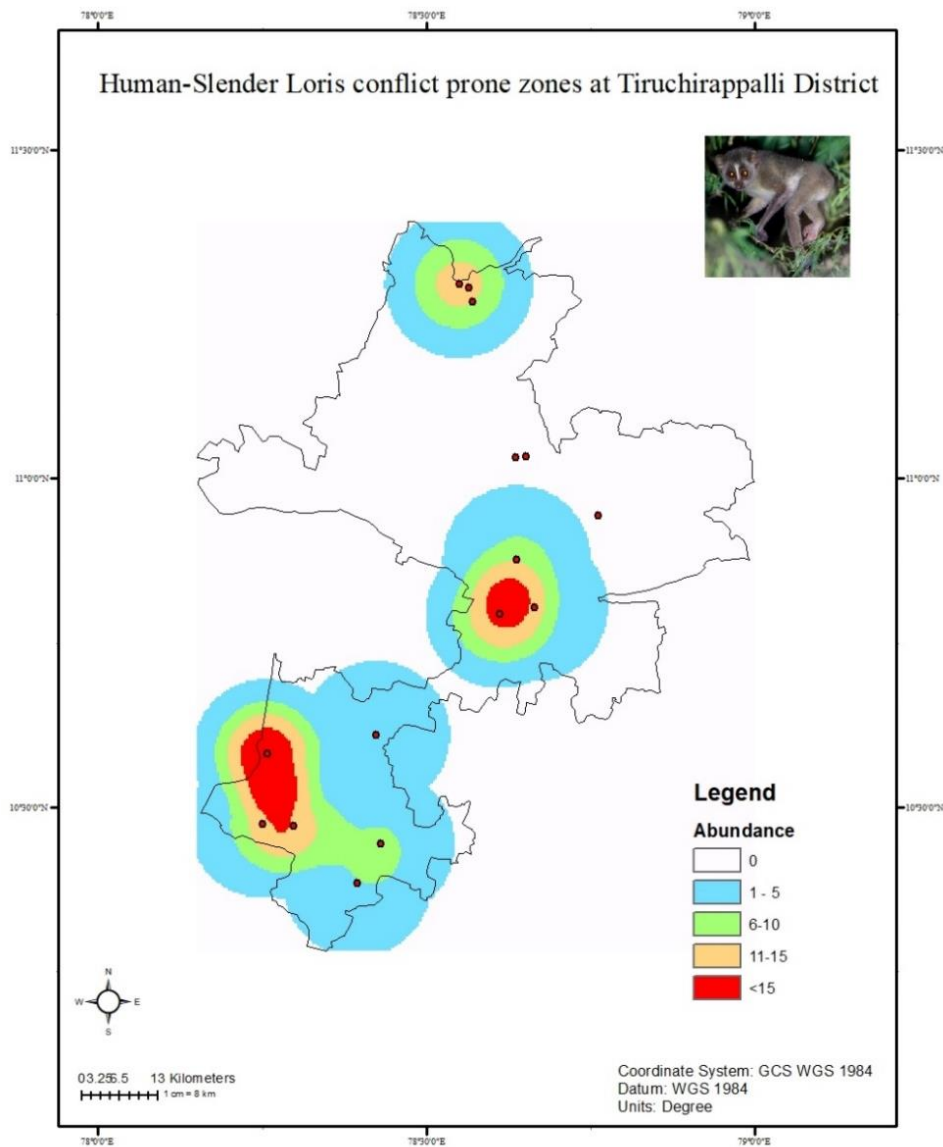 78°0'0"E 78°30'0"E 79°0'0"E
Human-Slender Loris conflict prone zones at Tiruchirappalli District
11°30'0"N 11°30'0"N
11°0'0"N 11°0'0"N
10°30'0"N 10°30'0"N
Legend
Abundance
0
1 - 5
6-10
11-15
<15
N
W E
S
03.256.5 13 Kilometers
1 cm = 8 km
Coordinate System: GCS WGS 1984
Datum: WGS 1984
Units: Degree
78°0'0"E 78°30'0"E 79°0'0"E